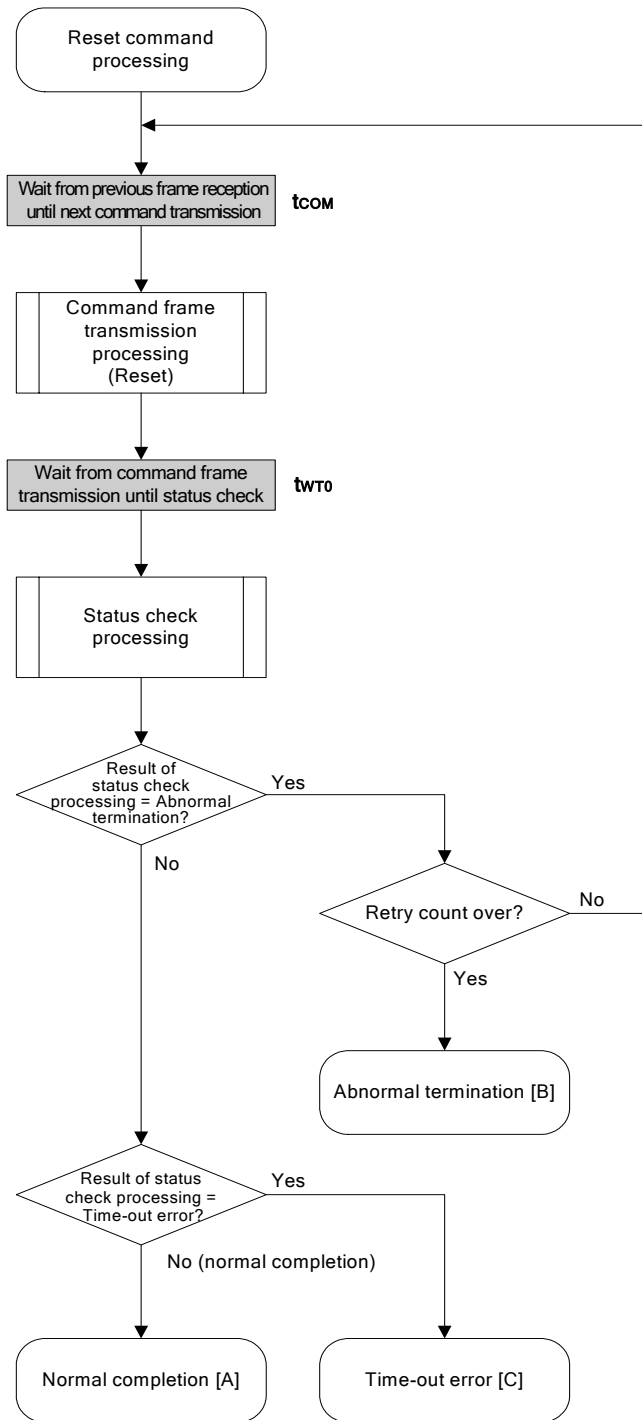 Reset command
processing
Wait from previous frame reception
until next command transmission
tCOM
Command frame
transmission
processing
(Reset)
Wait from command frame
transmission until status check
tWT0
Status check
processing
Result of
status check
processing = Abnormal
termination?
Yes
No
Retry count over?
No
Yes
Abnormal termination [B]
Result of status
check processing =
Time-out error?
Yes
No (normal completion)
Normal completion [A]
Time-out error [C]